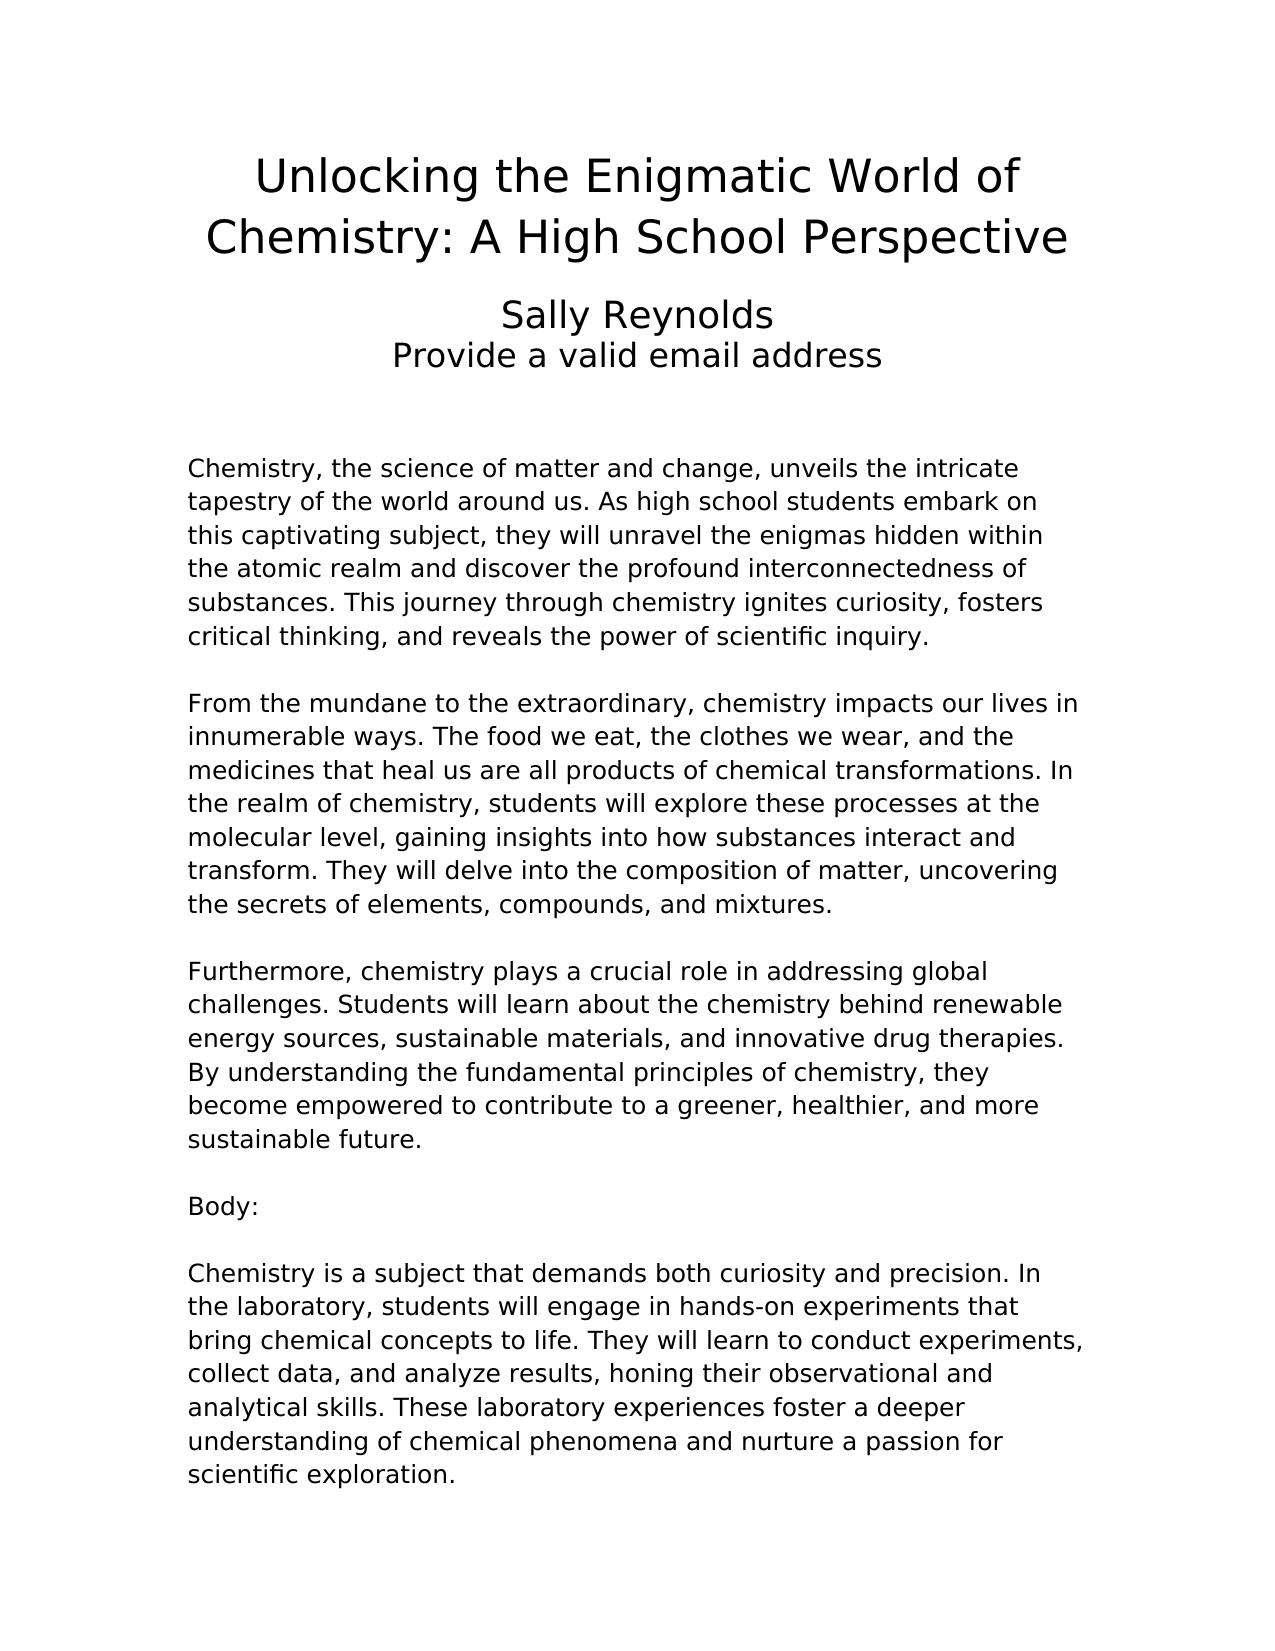 Unlocking the Enigmatic World of
Chemistry: A High School Perspective
Sally Reynolds
Provide a valid email address
Chemistry, the science of matter and change, unveils the intricate
tapestry of the world around us. As high school students embark on
this captivating subject, they will unravel the enigmas hidden within
the atomic realm and discover the profound interconnectedness of
substances. This journey through chemistry ignites curiosity, fosters
critical thinking, and reveals the power of scientific inquiry.
From the mundane to the extraordinary, chemistry impacts our lives in
innumerable ways. The food we eat, the clothes we wear, and the
medicines that heal us are all products of chemical transformations. In
the realm of chemistry, students will explore these processes at the
molecular level, gaining insights into how substances interact and
transform. They will delve into the composition of matter, uncovering
the secrets of elements, compounds, and mixtures.
Furthermore, chemistry plays a crucial role in addressing global
challenges. Students will learn about the chemistry behind renewable
energy sources, sustainable materials, and innovative drug therapies.
By understanding the fundamental principles of chemistry, they
become empowered to contribute to a greener, healthier, and more
sustainable future.
Body:
Chemistry is a subject that demands both curiosity and precision. In
the laboratory, students will engage in hands-on experiments that
bring chemical concepts to life. They will learn to conduct experiments,
collect data, and analyze results, honing their observational and
analytical skills. These laboratory experiences foster a deeper
understanding of chemical phenomena and nurture a passion for
scientific exploration.